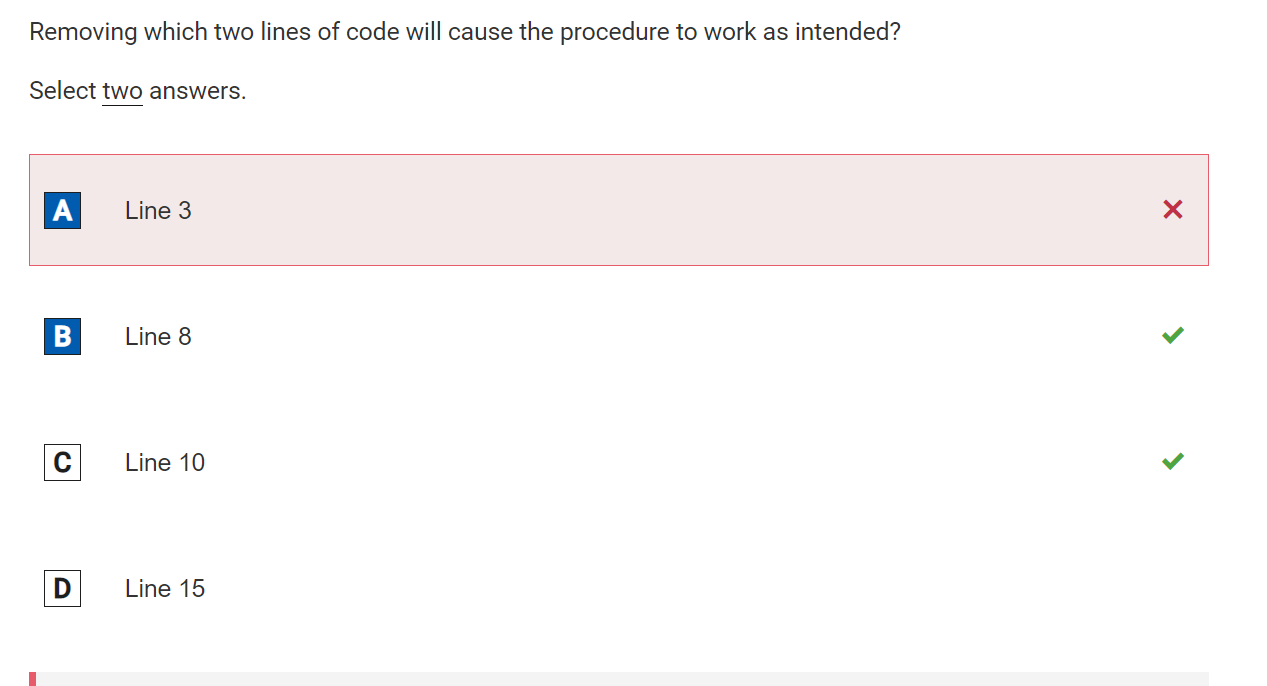 Removing which two lines of code will cause the procedure to work as intended?
Select two answers.
A Line 3
B Line 8
C Line 10
D Line 15